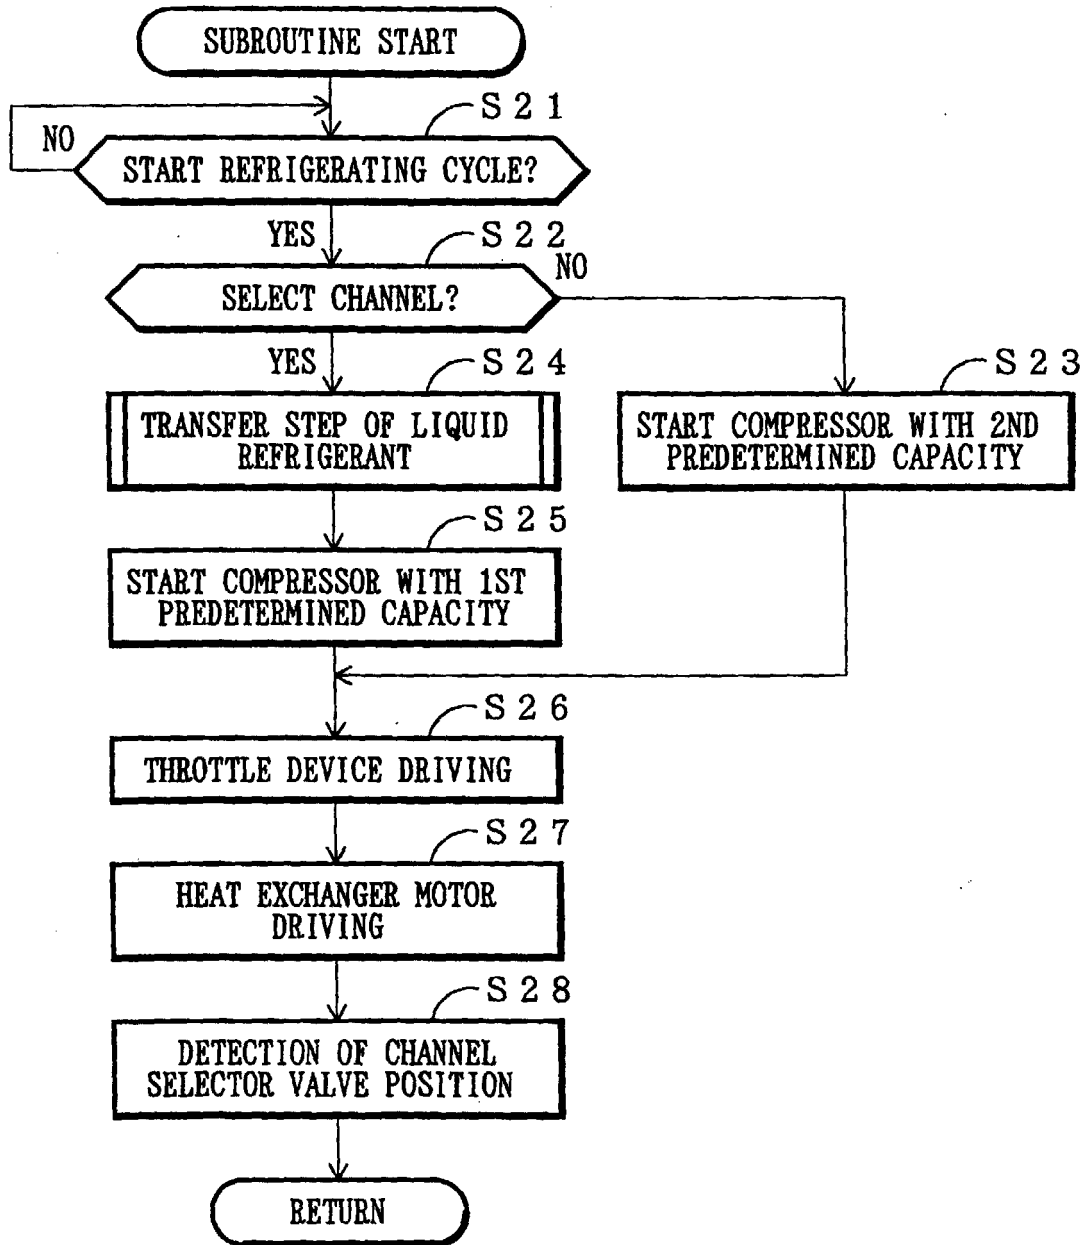 SUBROUTINE START
S21
NO
START REFRIGERATING CYCLE?
YES
S22
NO
SELECT CHANNEL?
YES
S24
S23
TRANSFER STEP OF LIQUID
REFRIGERANT
START COMPRESSOR WITH 2ND
PREDETERMINED CAPACITY
S25
START COMPRESSOR WITH 1ST
PREDETERMINED CAPACITY
S26
THROTTLE DEVICE DRIVING
S27
HEAT EXCHANGER MOTOR
DRIVING
S28
DETECTION OF CHANNEL
SELECTOR VALVE POSITION
RETURN